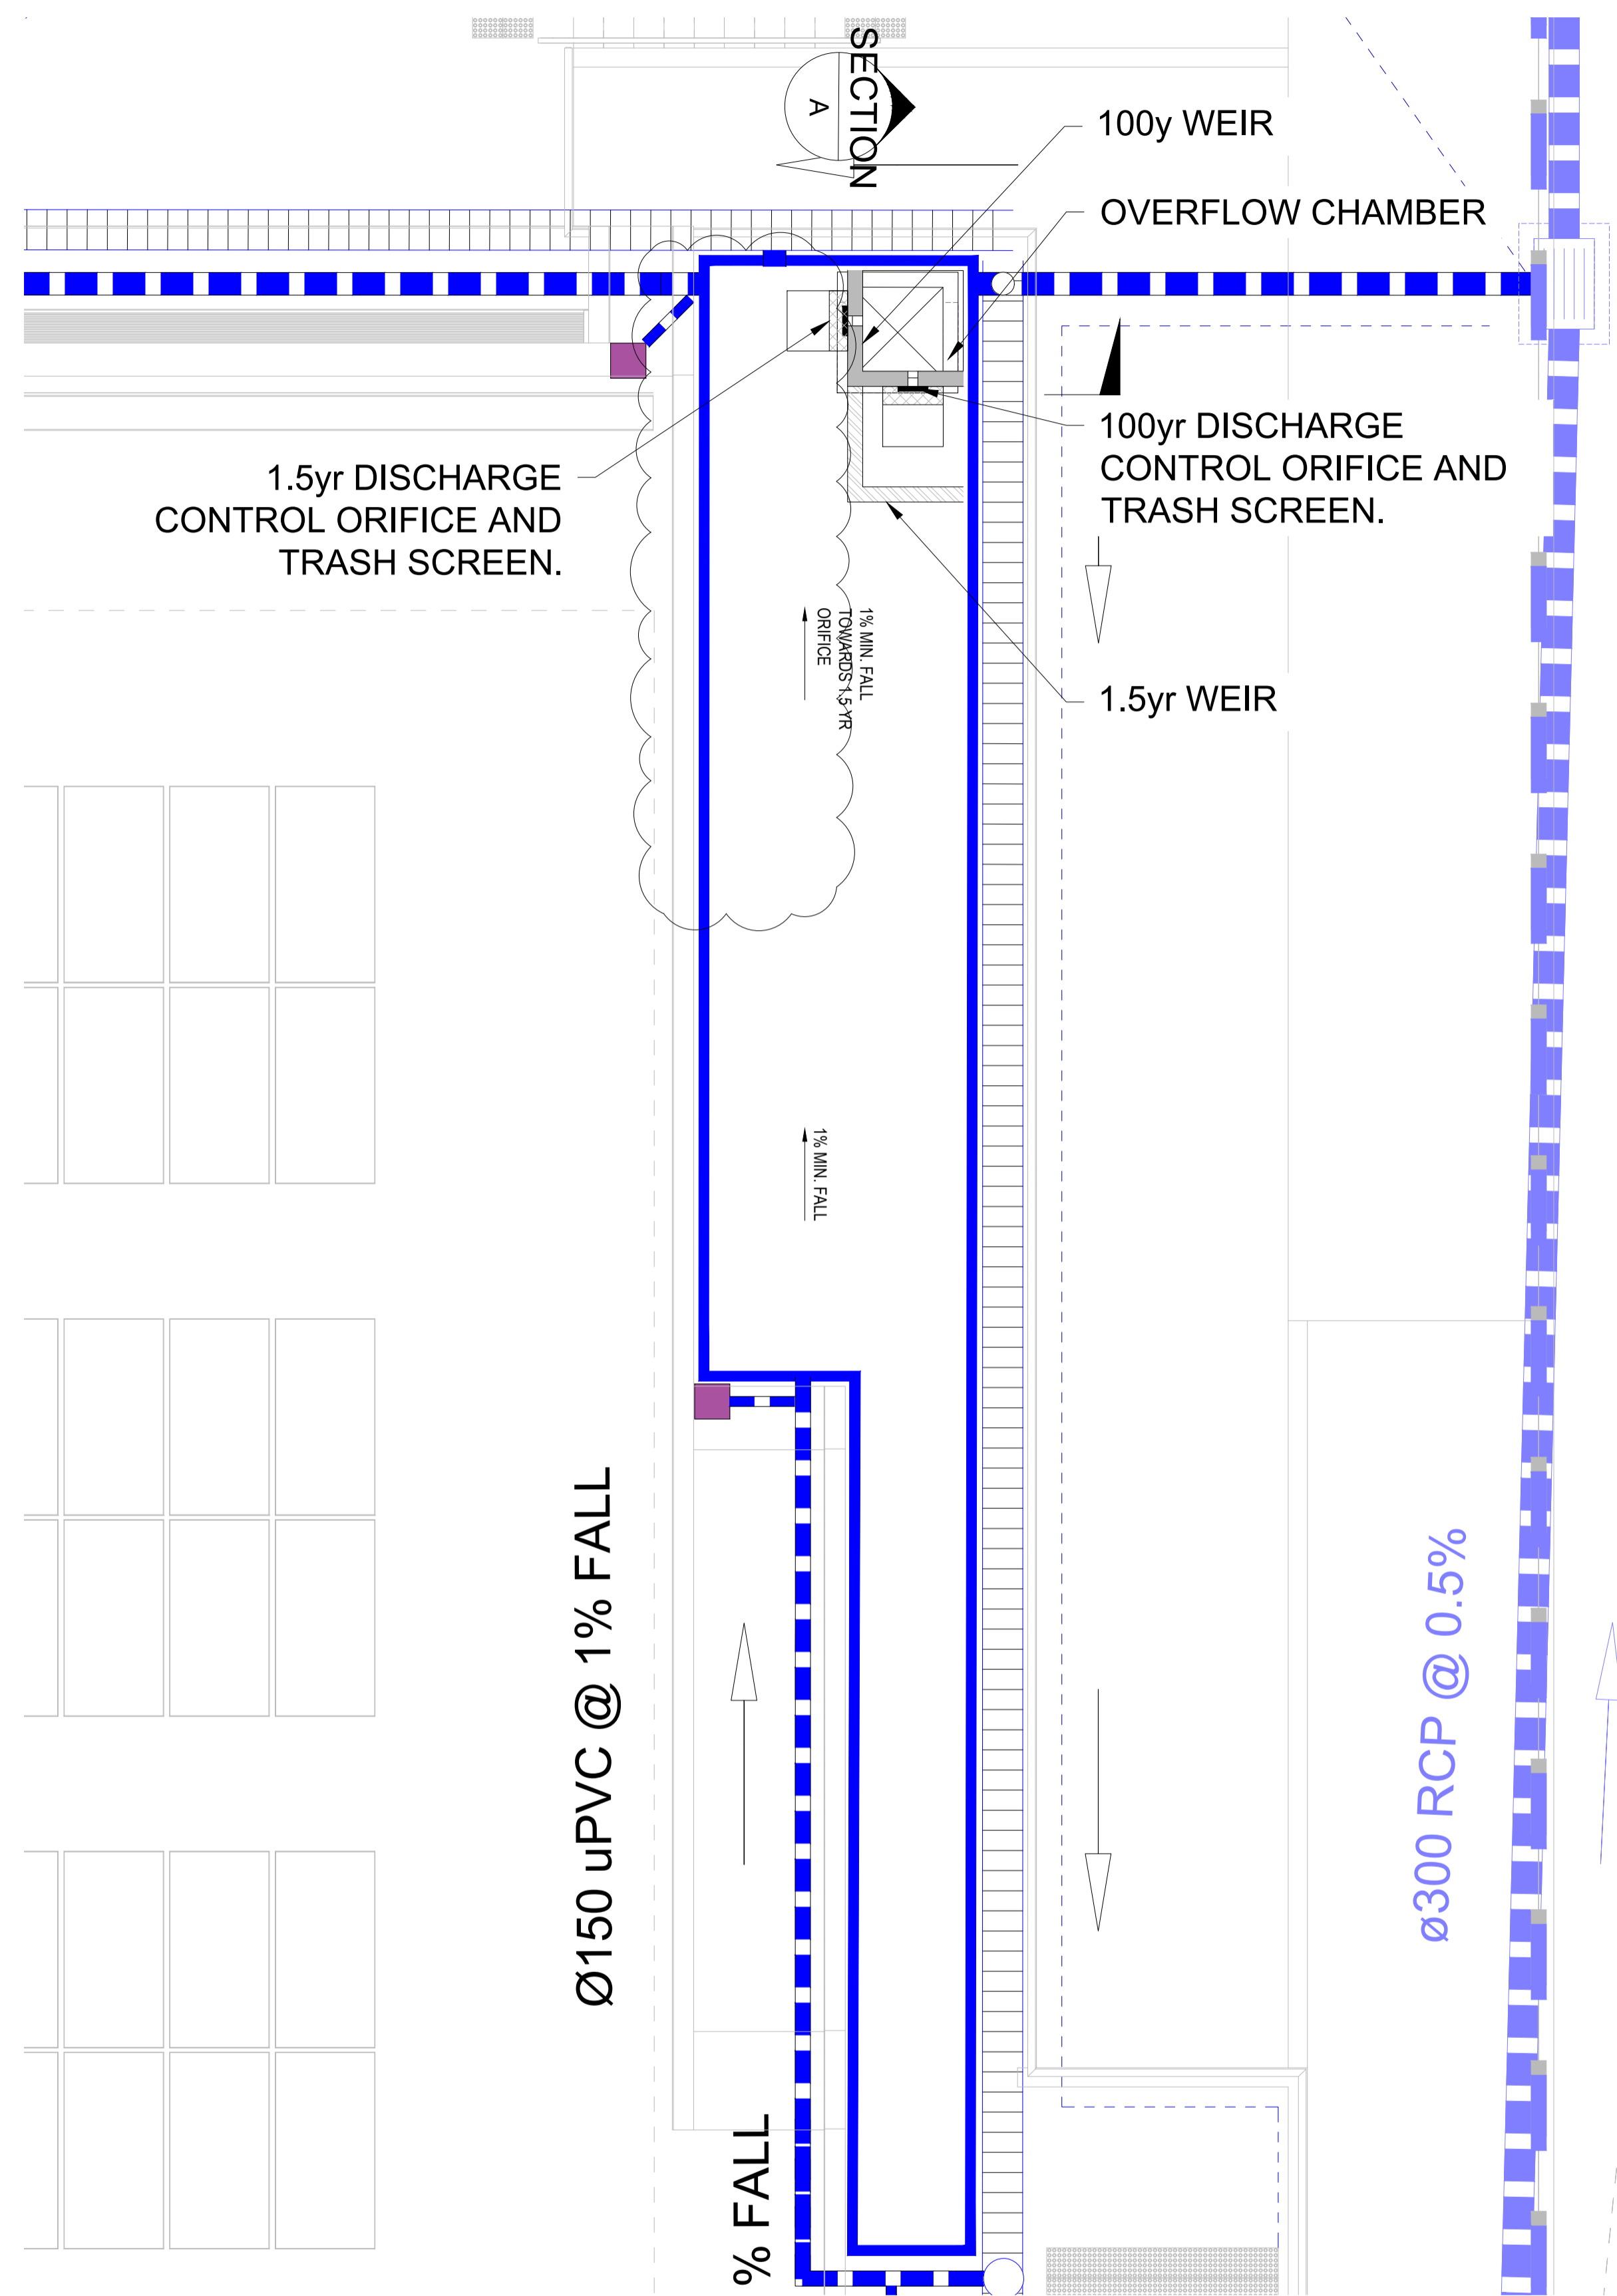 SECTION
A
100y WEIR
OVERFLOW CHAMBER
100yr DISCHARGE
CONTROL ORIFICE AND
TRASH SCREEN.
1.5yr DISCHARGE
CONTROL ORIFICE AND
TRASH SCREEN.
1% MIN. FALL
TOWARDS 1.5 YR
ORIFICE
1.5yr WEIR
1% MIN. FALL
Ø150 uPVC @ 1% FALL
ø300 RCP @ 0.5%
% FALL